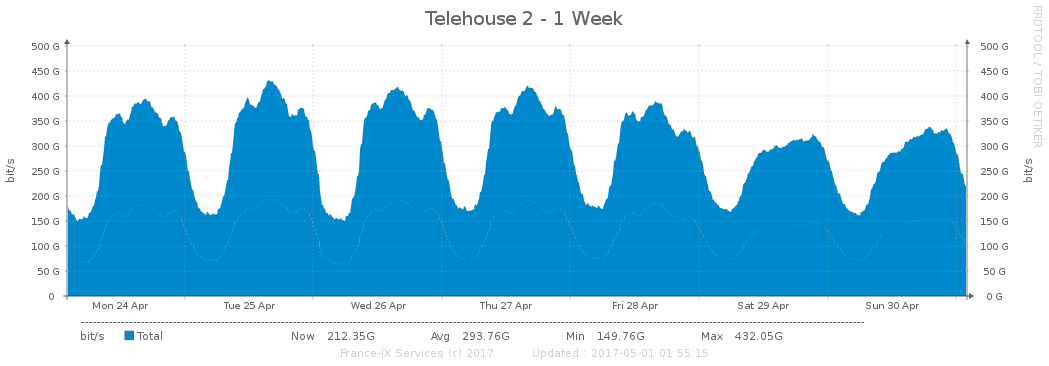 Telehouse 2 - 1 Week
RRDTOOL / TOBI OETIKER
500 G 500 G
450 G 450 G
400 G 400 G
350 G 350 G
300 G 300 G
250 G 250 G
200 G 200 G
150 G 150 G
100 G 100 G
50 G 50 G
0 0 G
bit/s
bit/s
Mon 24 Apr Tue 25 Apr Wed 26 Apr Thu 27 Apr Fri 28 Apr Sat 29 Apr Sun 30 Apr
bit/s Total Now 212.35G Avg 293.76G Min 149.76G Max 432.05G
France-IX Services (c) 2017 Updated : 2017-05-01 01:55:15